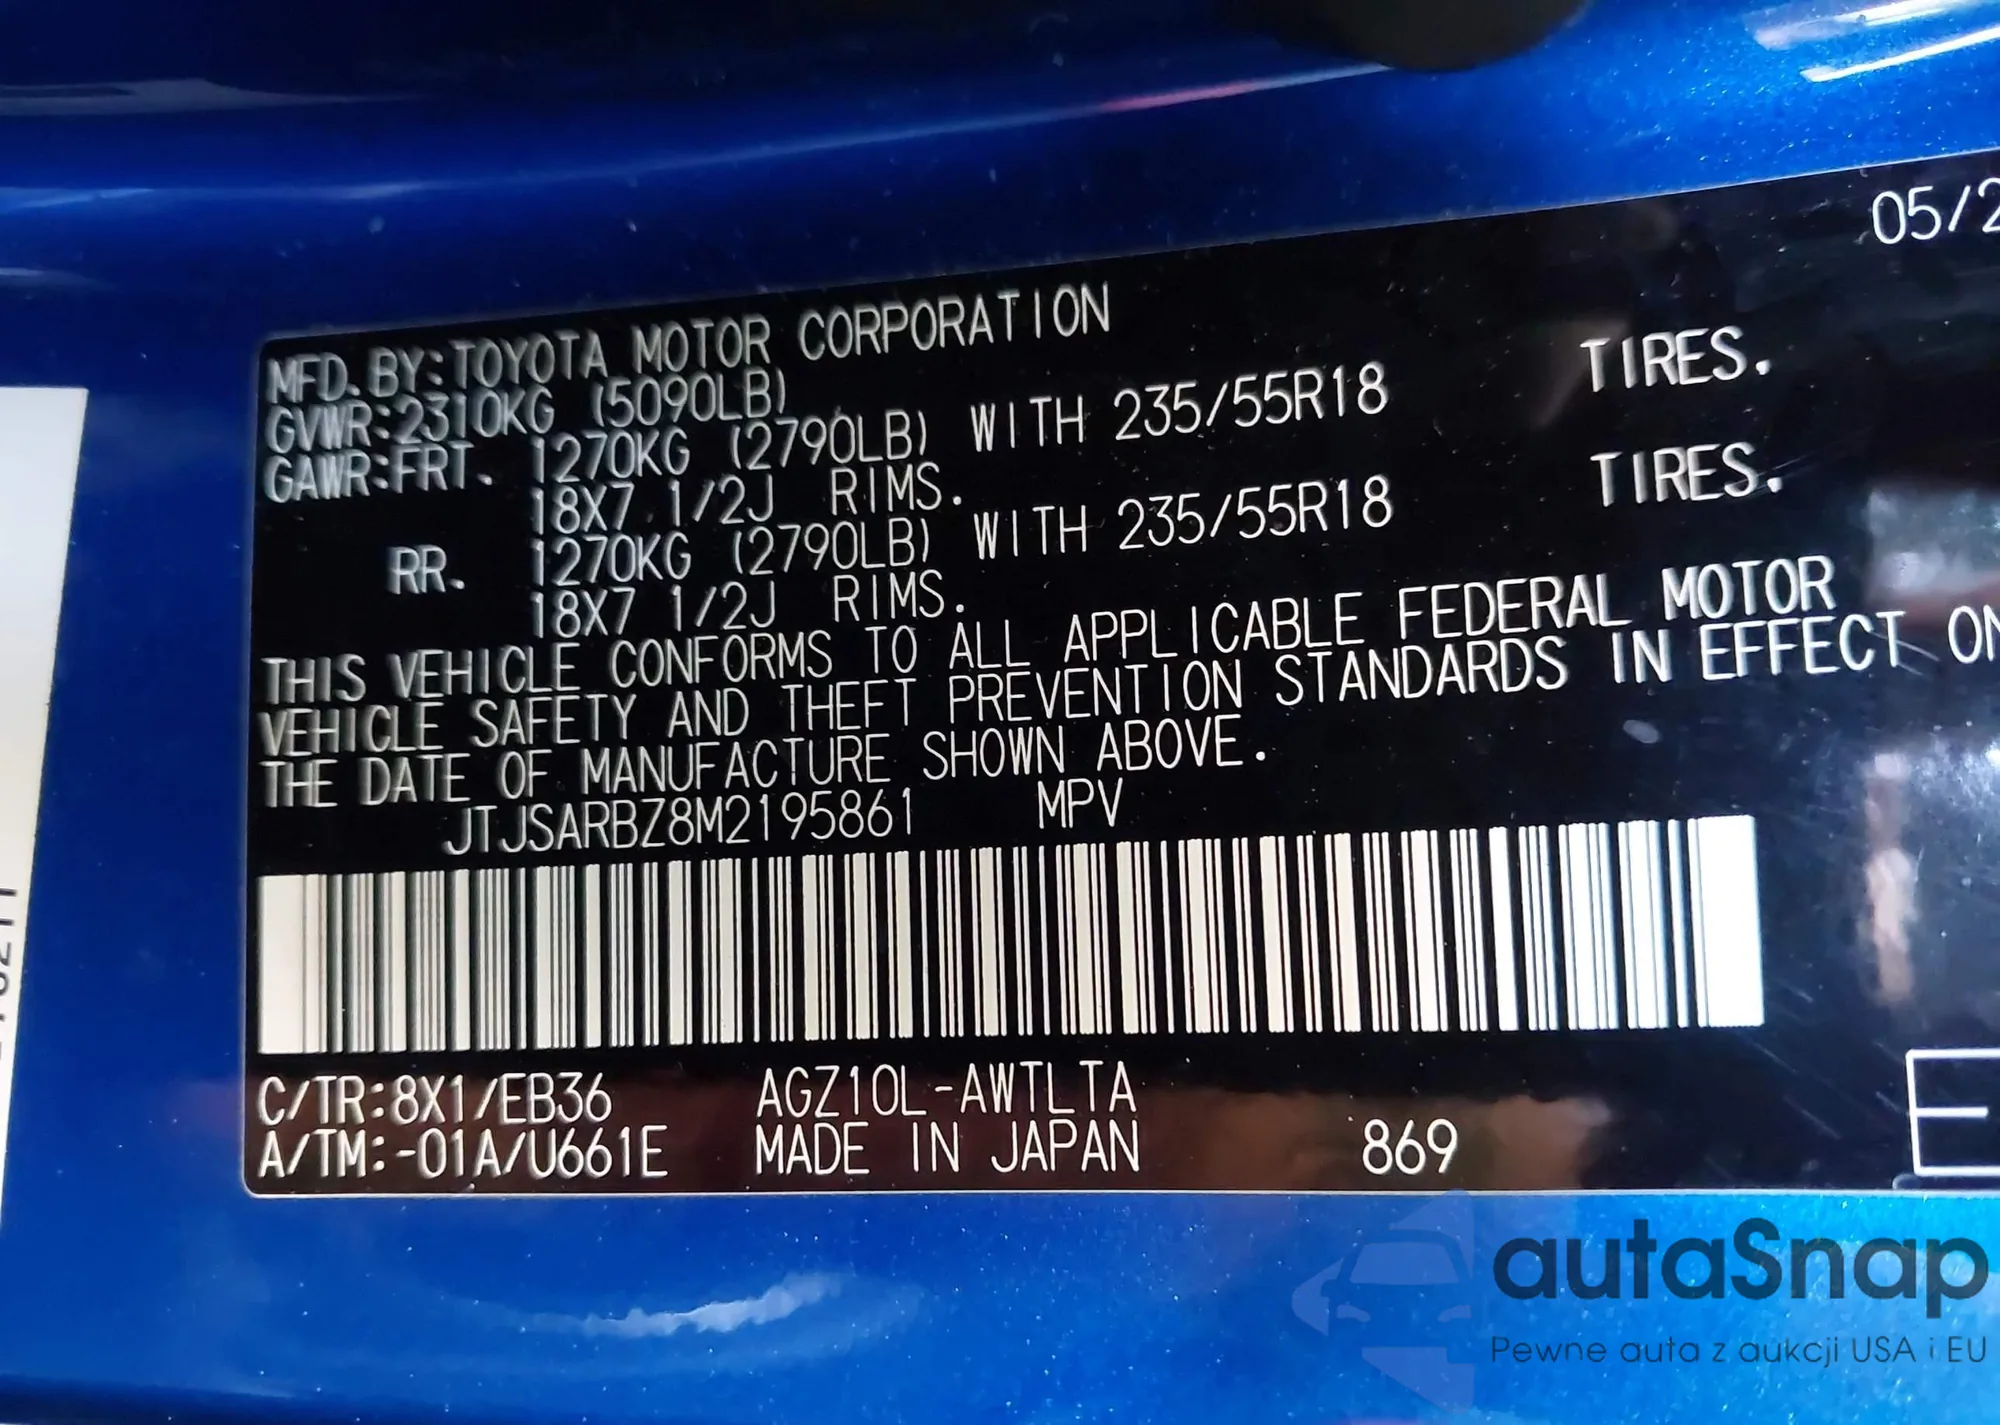 05/2
MFD.BY:TOYOTA MOTOR CORPORATION
GVWR:2310KG (5090LB)
GAWR:FRT. 1270KG (2790LB) WITH 235/55R18 TIRES.
18X7 1/2J RIMS.
RR. 1270KG (2790LB) WITH 235/55R18 TIRES.
18X7 1/2J RIMS.
THIS VEHICLE CONFORMS TO ALL APPLICABLE FEDERAL MOTOR
VEHICLE SAFETY AND THEFT PREVENTION STANDARDS IN EFFECT ON
THE DATE OF MANUFACTURE SHOWN ABOVE.
JTJSARBZ8M2195861 MPV
C/TR:8X1/EB36 AGZ10L-AWTLTA
A/TM:-01A/U661E MADE IN JAPAN 869
E
autaSnap
Pewne auta z aukcji USA i EU